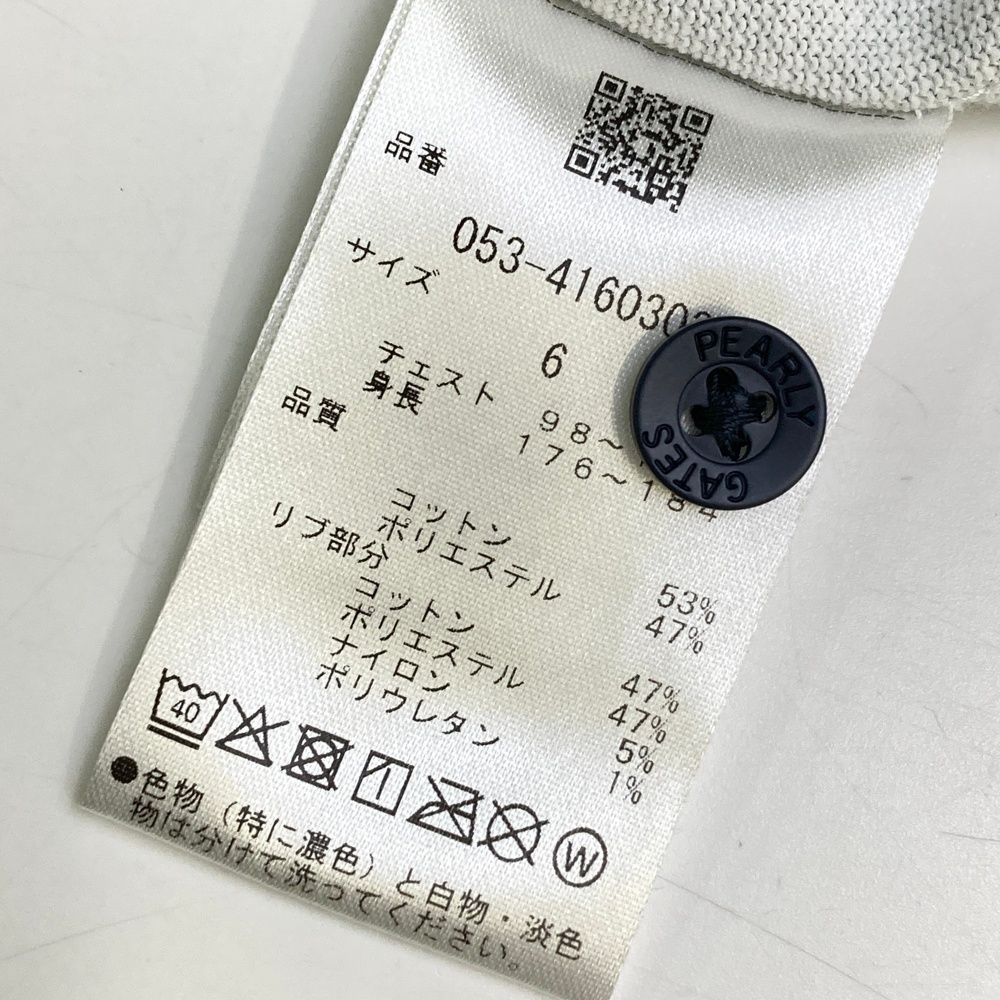 品番
053-4160303
サイズ
6
チェスト 98～
身長 176～184
品質
コットン 53%
ポリエステル 47%
リブ部分
コットン 47%
ポリエステル 47%
ナイロン 5%
ポリウレタン 1%
40
W
●色物（特に濃色）と白物・淡色
物は分けて洗ってください。
PEARLY
GATES